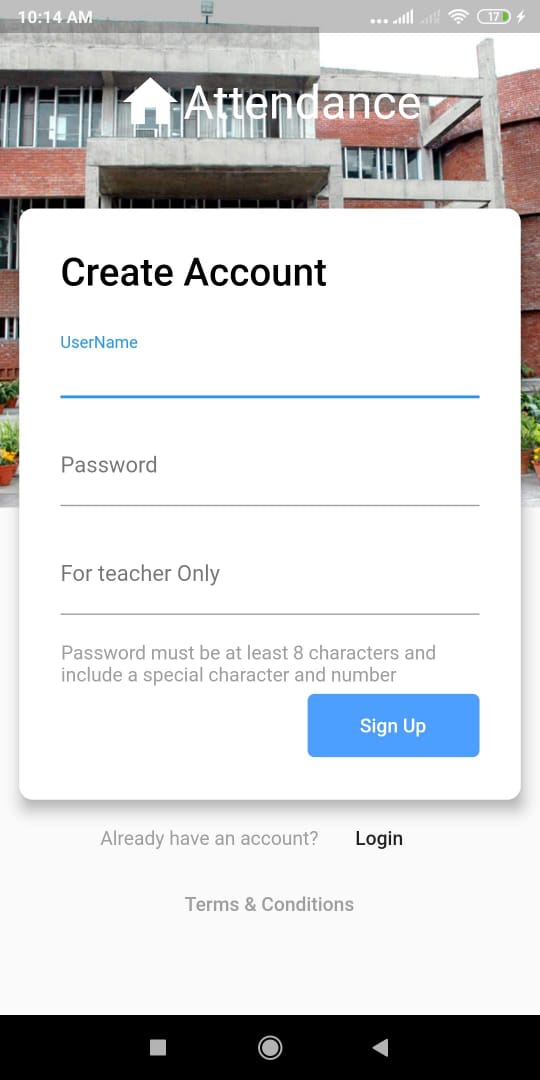 10:14 AM
17
Attendance
Create Account
UserName
Password
For teacher Only
Password must be at least 8 characters and
include a special character and number
Sign Up
Already have an account? Login
Terms & Conditions